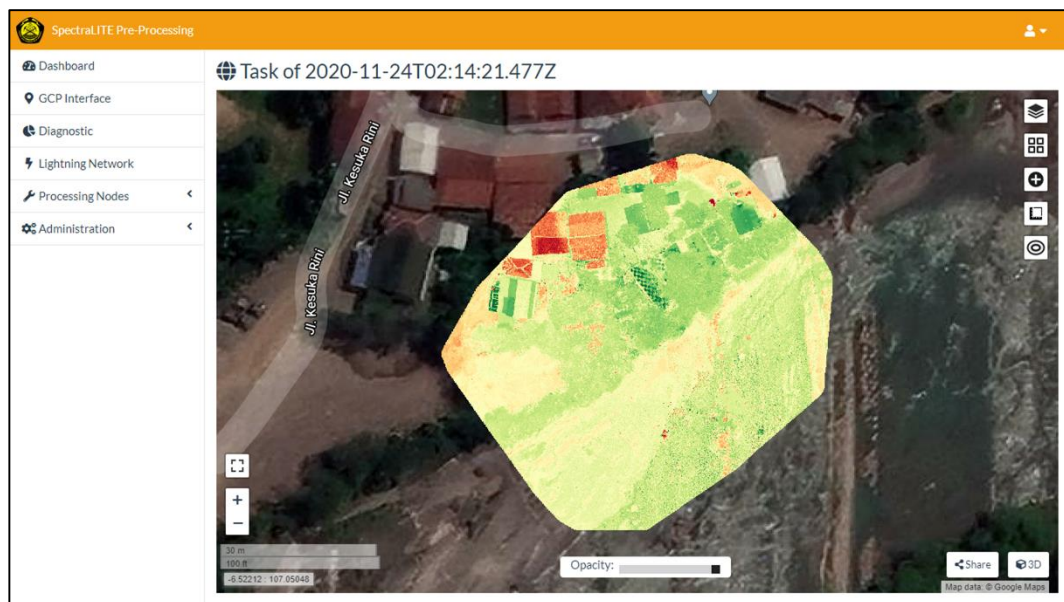 SpectraLITE Pre-Processing
Dashboard
GCP Interface
Diagnostic
Lightning Network
Processing Nodes
Administration
Task of 2020-11-24T02:14:21.477Z
Jl. Kesuka Rini
Jl. Kesuka Rini
+
−
30 m
100 ft
-6.52212 : 107.05048
Opacity:
Share
3D
Map data: © Google Maps